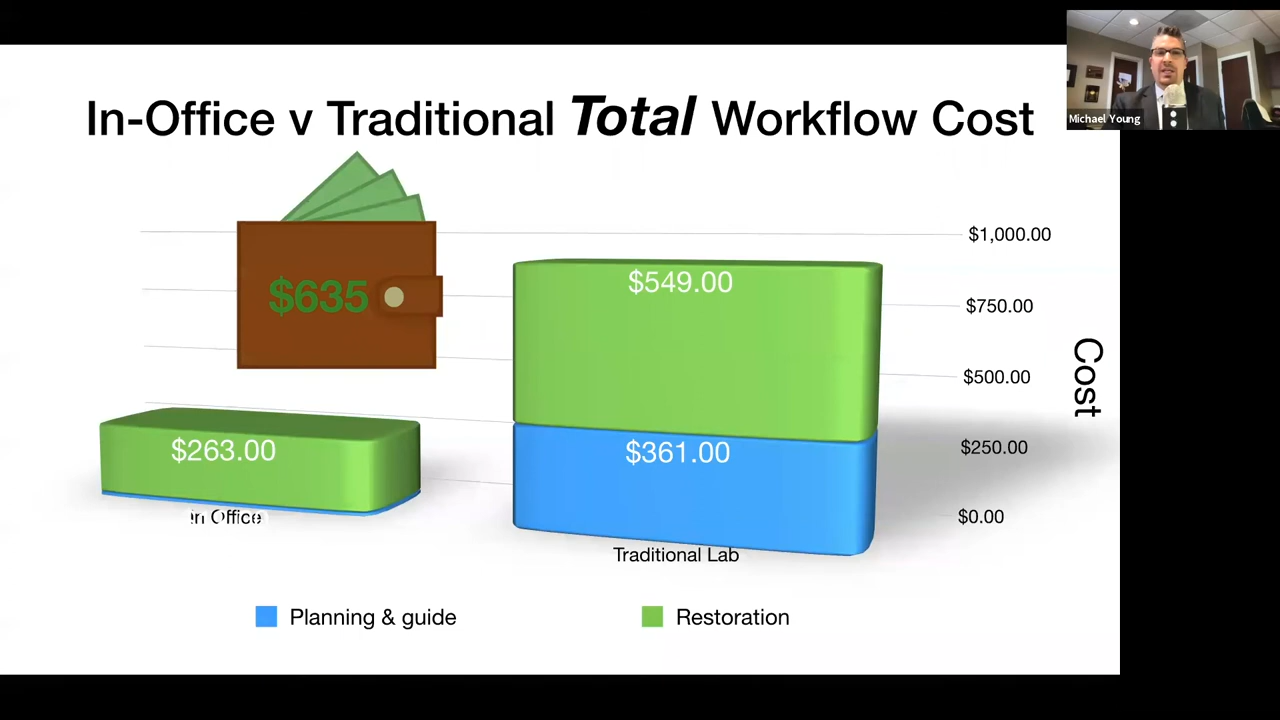 In-Office v Traditional Total Workflow Cost
Michael Young
$1,000.00
$635
$549.00
$750.00
$500.00
Cost
$263.00
$361.00
$250.00
In Office
$0.00
Traditional Lab
Planning & guide
Restoration